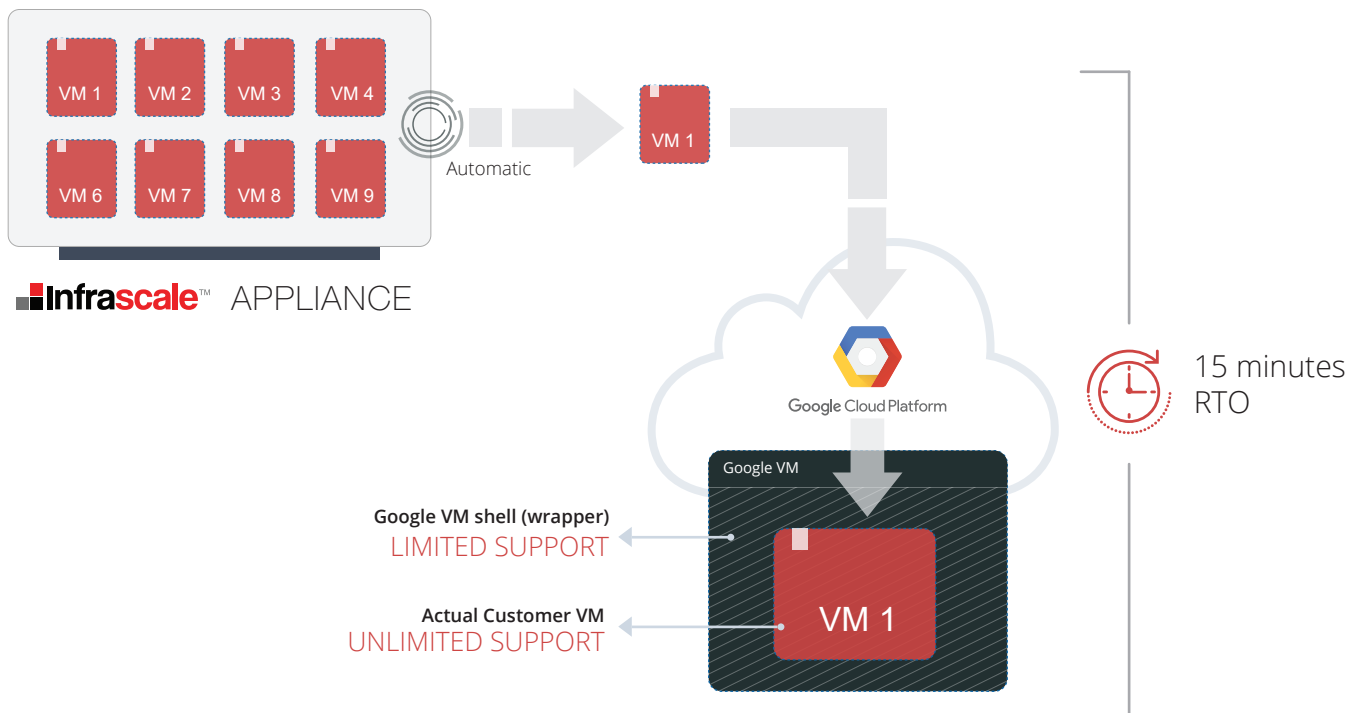 VM 1
VM 2
VM 3
VM 4
VM 6
VM 7
VM 8
VM 9
Automatic
VM 1
Infrascale™ APPLIANCE
15 minutes
RTO
Google Cloud Platform
Google VM
Google VM shell (wrapper)
LIMITED SUPPORT
Actual Customer VM
UNLIMITED SUPPORT
VM 1